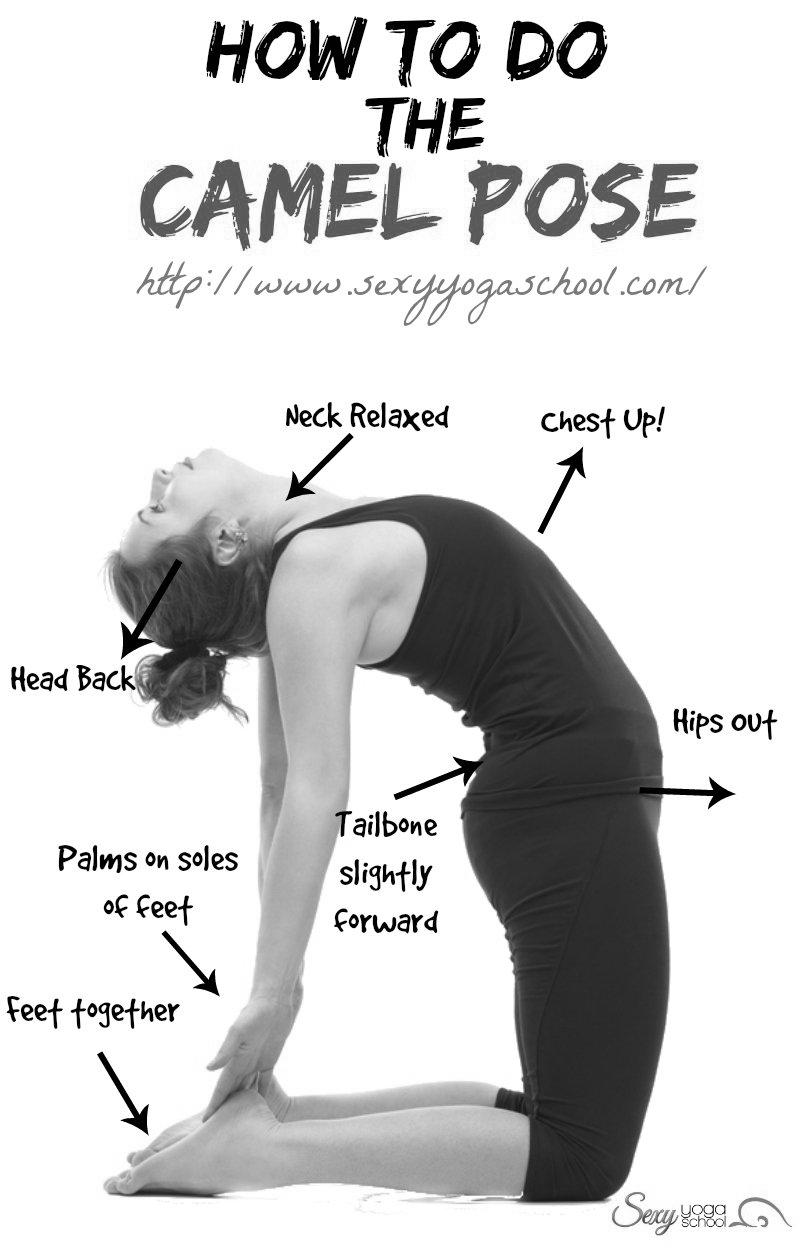 HOW TO DO
THE
CAMEL POSE
http://www.sexyyogaschool.com/
Neck Relaxed
Chest Up!
Head Back
Hips out
Tailbone
slightly
forward
Palms on soles
of feet
Feet together
Sexy yoga
school